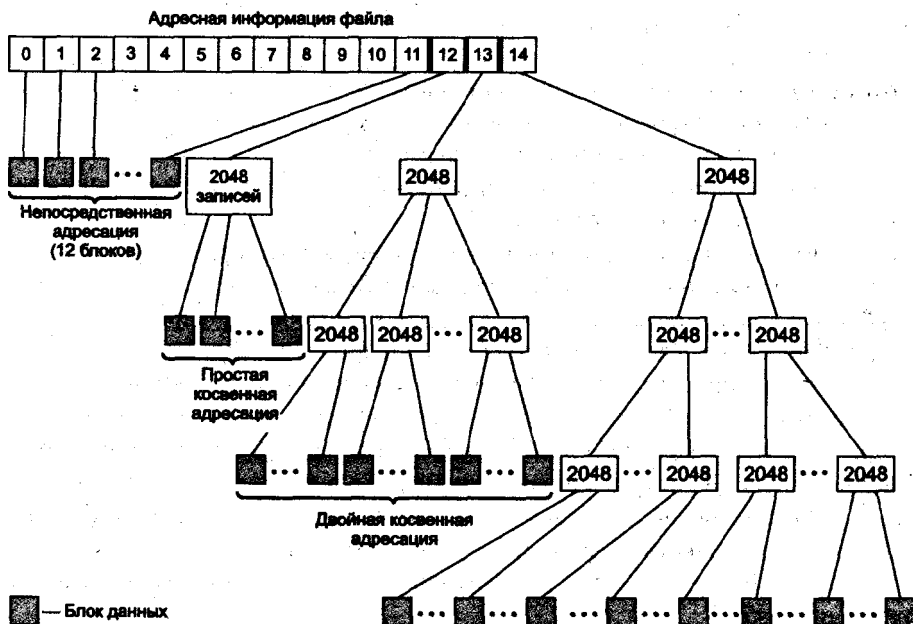 Адресная информация файла
0 1 2 3 4 5 6 7 8 9 10 11 12 13 14
2048
записей
2048
2048
Непосредственная
адресация
(12 блоков)
2048 2048 ... 2048
2048 ... 2048
Простая
косвенная
адресация
2048 ... 2048
2048 ... 2048
Двойная косвенная
адресация
— Блок данных